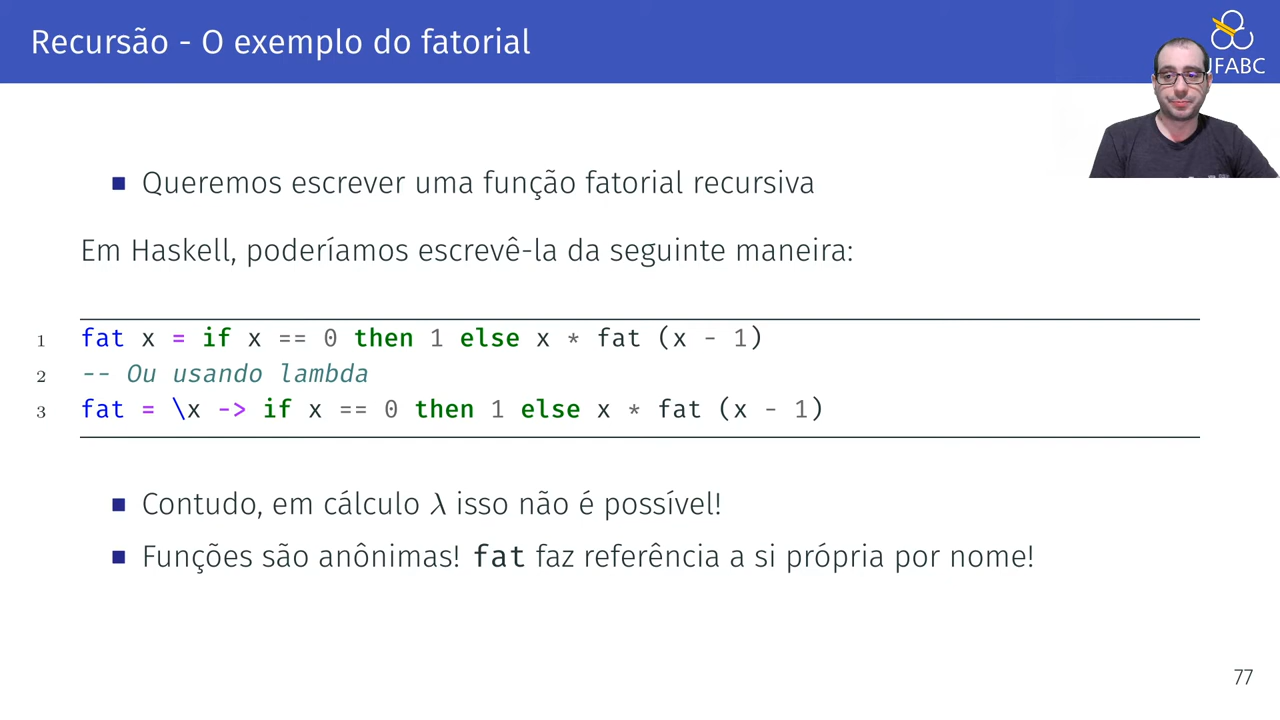 Recursão - O exemplo do fatorial
UFABC
Queremos escrever uma função fatorial recursiva
Em Haskell, poderíamos escrevê-la da seguinte maneira:
1 fat x = if x == 0 then 1 else x * fat (x - 1)
2 -- Ou usando lambda
3 fat = \x -> if x == 0 then 1 else x * fat (x - 1)
Contudo, em cálculo λ isso não é possível!
Funções são anônimas! fat faz referência a si própria por nome!
77